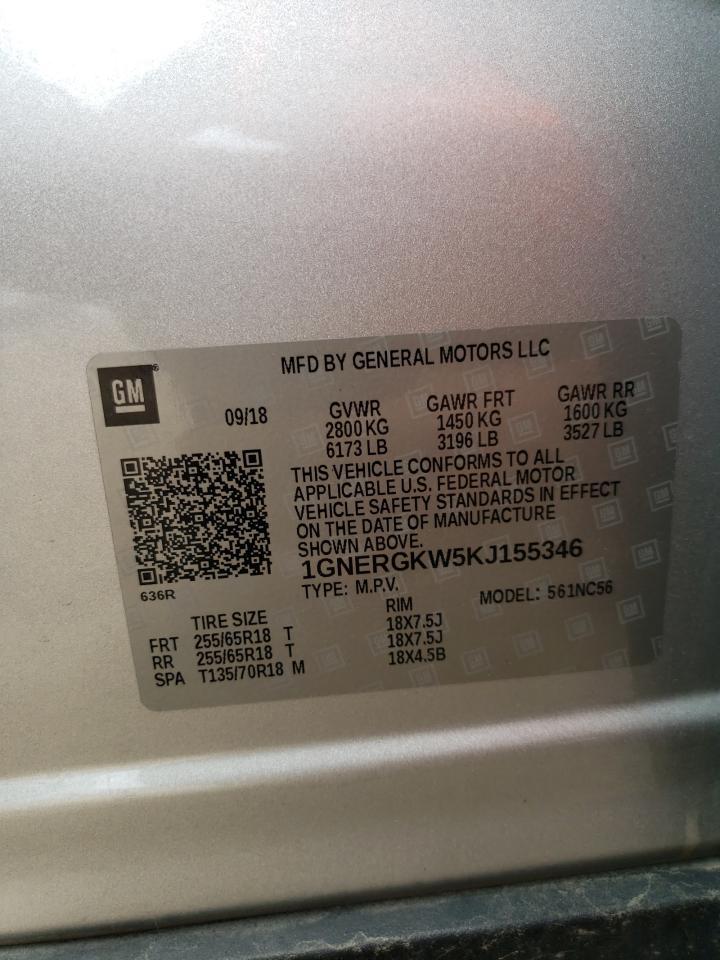 MFD BY GENERAL MOTORS LLC
GM®
09/18
GVWR GAWR FRT GAWR RR
2800 KG 1450 KG 1600 KG
6173 LB 3196 LB 3527 LB
THIS VEHICLE CONFORMS TO ALL
APPLICABLE U.S. FEDERAL MOTOR
VEHICLE SAFETY STANDARDS IN EFFECT
ON THE DATE OF MANUFACTURE
SHOWN ABOVE.
1GNERGKW5KJ155346
636R
TYPE: M.P.V. MODEL: 561NC56
TIRE SIZE RIM
FRT 255/65R18 T 18X7.5J
RR 255/65R18 T 18X7.5J
SPA T135/70R18 M 18X4.5B